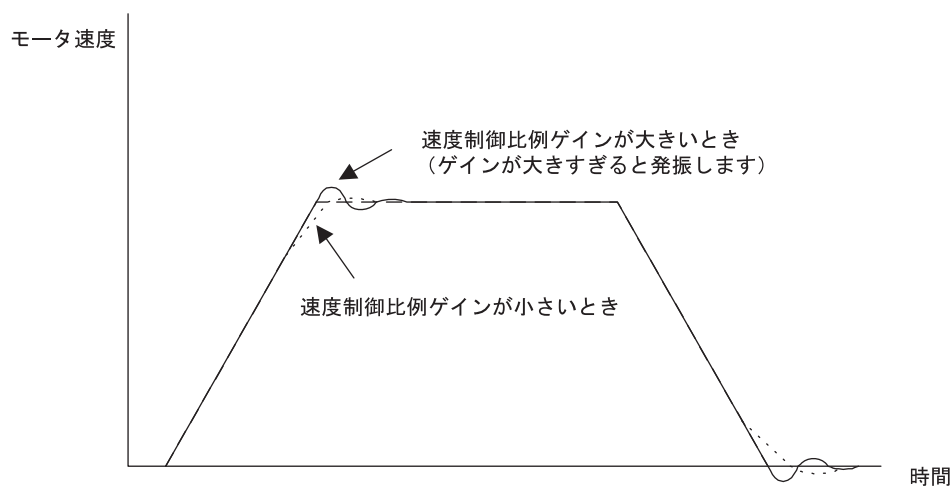 モータ速度
速度制御比例ゲインが大きいとき
（ゲインが大きすぎると発振します）
速度制御比例ゲインが小さいとき
時間